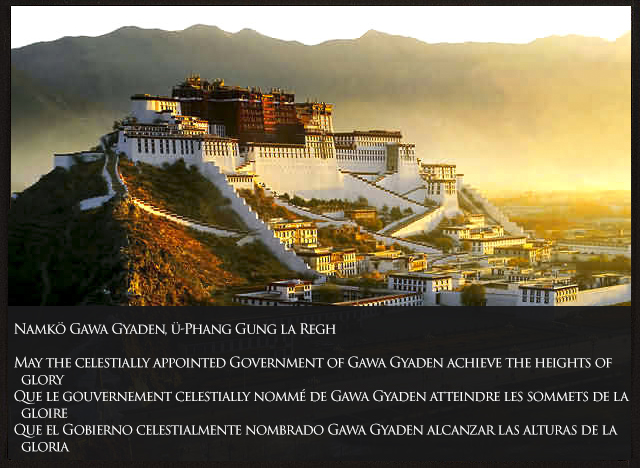 Namkö Gawa Gyaden, ü-Phang Gung la Regh
May the celestially appointed Government of Gawa Gyaden achieve the heights of
glory
Que le gouvernement celestially nommé de Gawa Gyaden atteindre les sommets de la
gloire
Que el Gobierno celestialmente nombrado Gawa Gyaden alcanzar las alturas de la
gloria